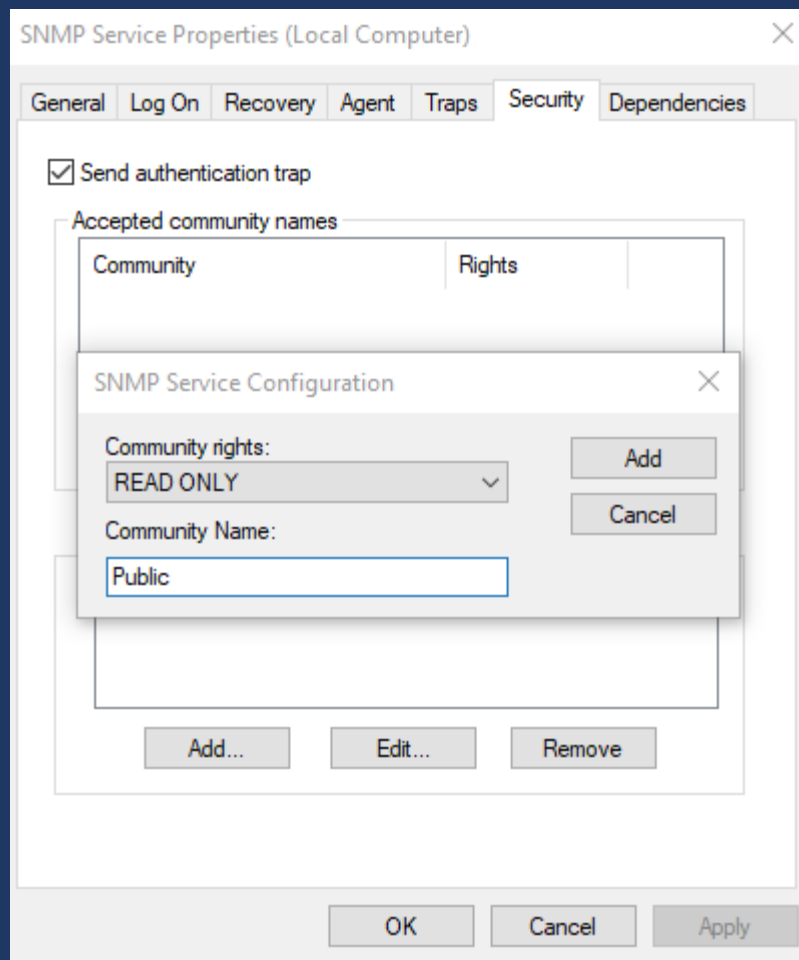 SNMP Service Properties (Local Computer)
General Log On Recovery Agent Traps Security Dependencies
Send authentication trap
Accepted community names
Community Rights
SNMP Service Configuration
Community rights:
READ ONLY
Add
Community Name:
Cancel
Public
Add... Edit... Remove
OK Cancel Apply